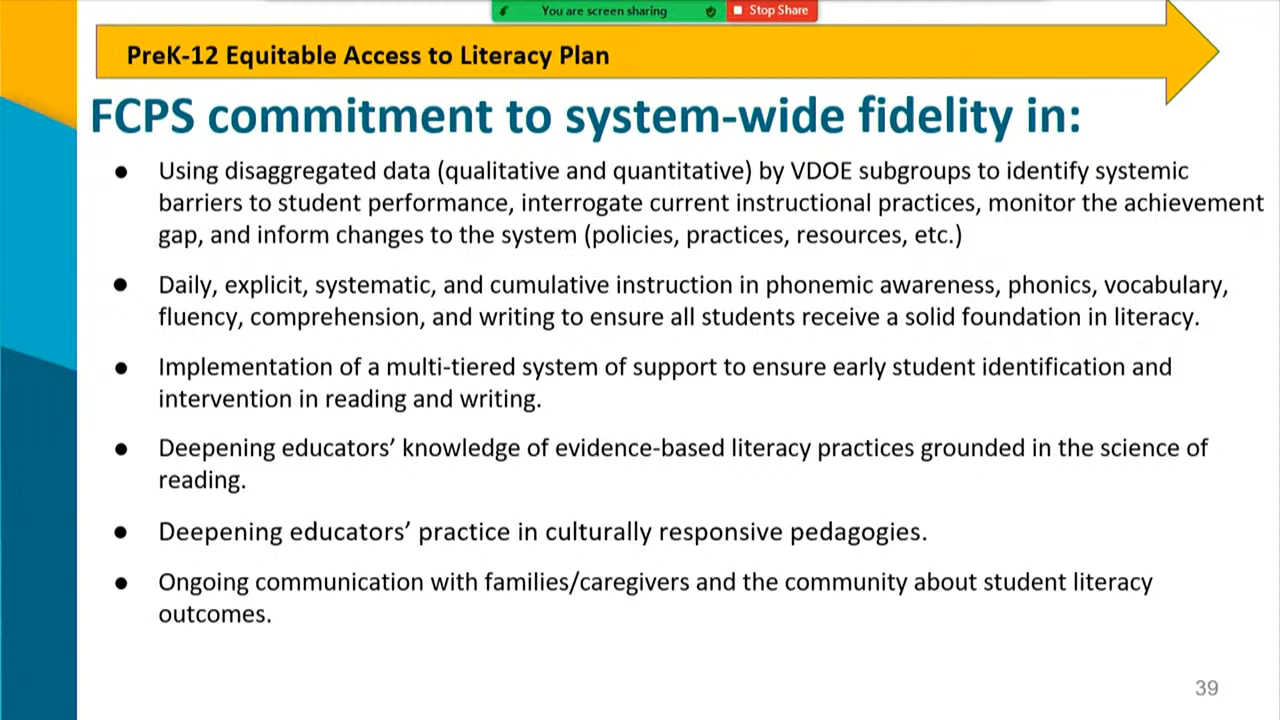 You are screen sharing
Stop Share
PreK-12 Equitable Access to Literacy Plan
FCPS commitment to system-wide fidelity in:
● Using disaggregated data (qualitative and quantitative) by VDOE subgroups to identify systemic
barriers to student performance, interrogate current instructional practices, monitor the achievement
gap, and inform changes to the system (policies, practices, resources, etc.)
● Daily, explicit, systematic, and cumulative instruction in phonemic awareness, phonics, vocabulary,
fluency, comprehension, and writing to ensure all students receive a solid foundation in literacy.
● Implementation of a multi-tiered system of support to ensure early student identification and
intervention in reading and writing.
● Deepening educators’ knowledge of evidence-based literacy practices grounded in the science of
reading.
● Deepening educators’ practice in culturally responsive pedagogies.
● Ongoing communication with families/caregivers and the community about student literacy
outcomes.
39